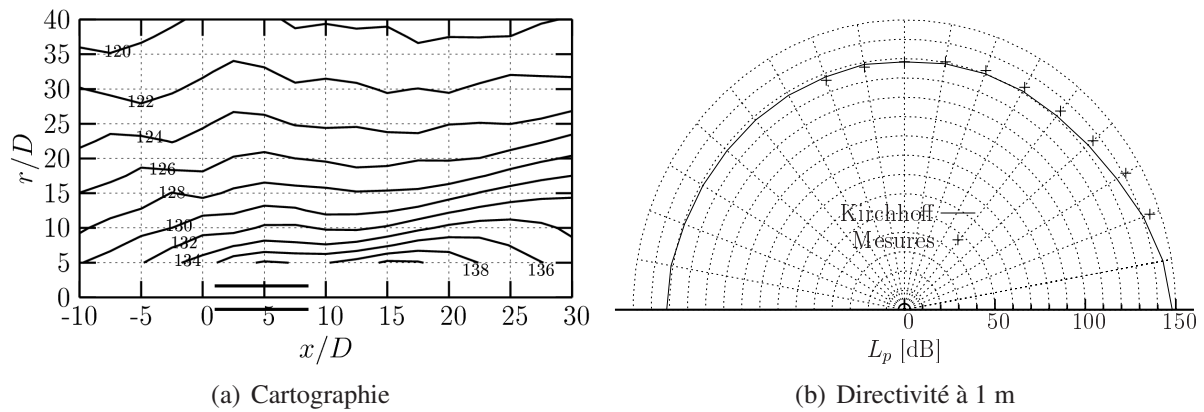 40
35
30
25
20
15
10
5
0
r/D
120
122
124
126
128
130
132
134
138
136
-10 -5 0 5 10 15 20 25 30
x/D
(a) Cartographie
Kirchhoff
Mesures +
0 50 100 150
L_p [dB]
(b) Directivité à 1 m